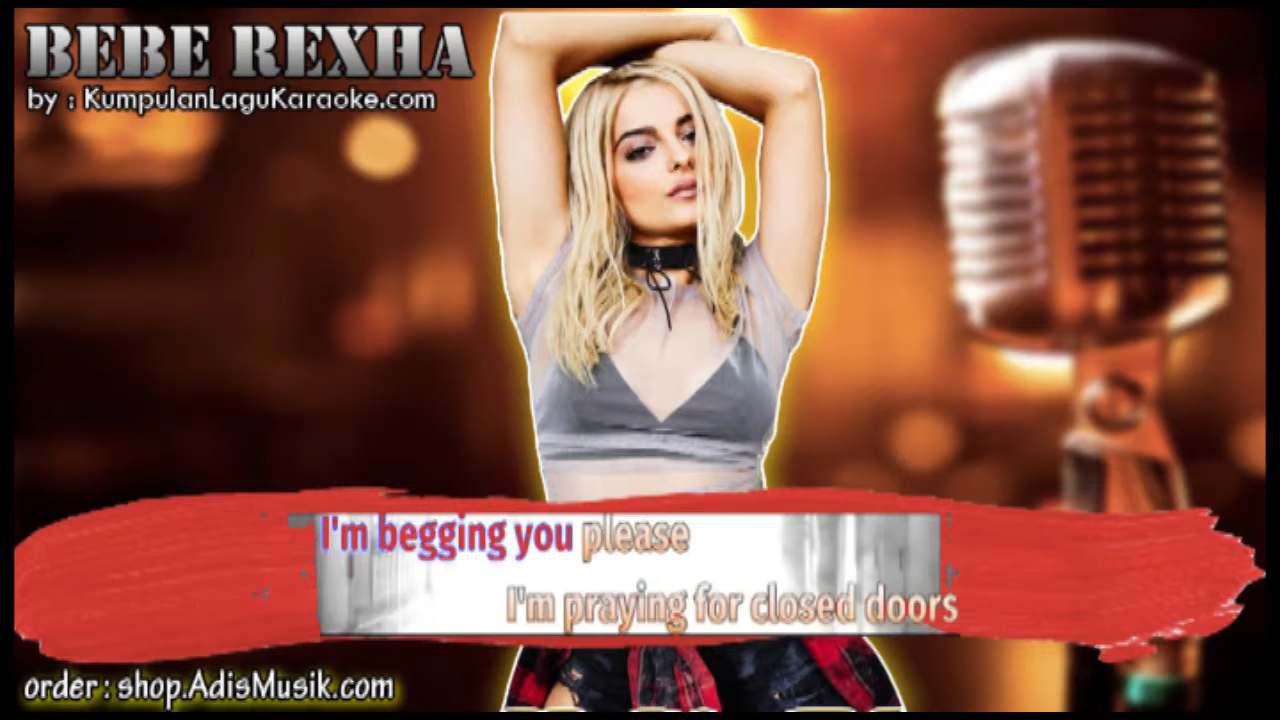 BEBE REXHA
by : KumpulanLaguKaraoke.com
I'm begging you please
I'm praying for closed doors
order : shop.AdisMusik.com